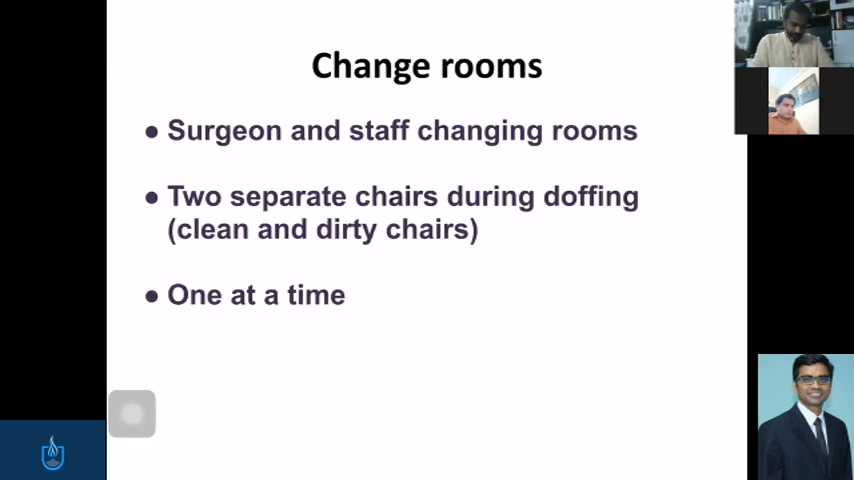 Change rooms
● Surgeon and staff changing rooms
● Two separate chairs during doffing
(clean and dirty chairs)
● One at a time